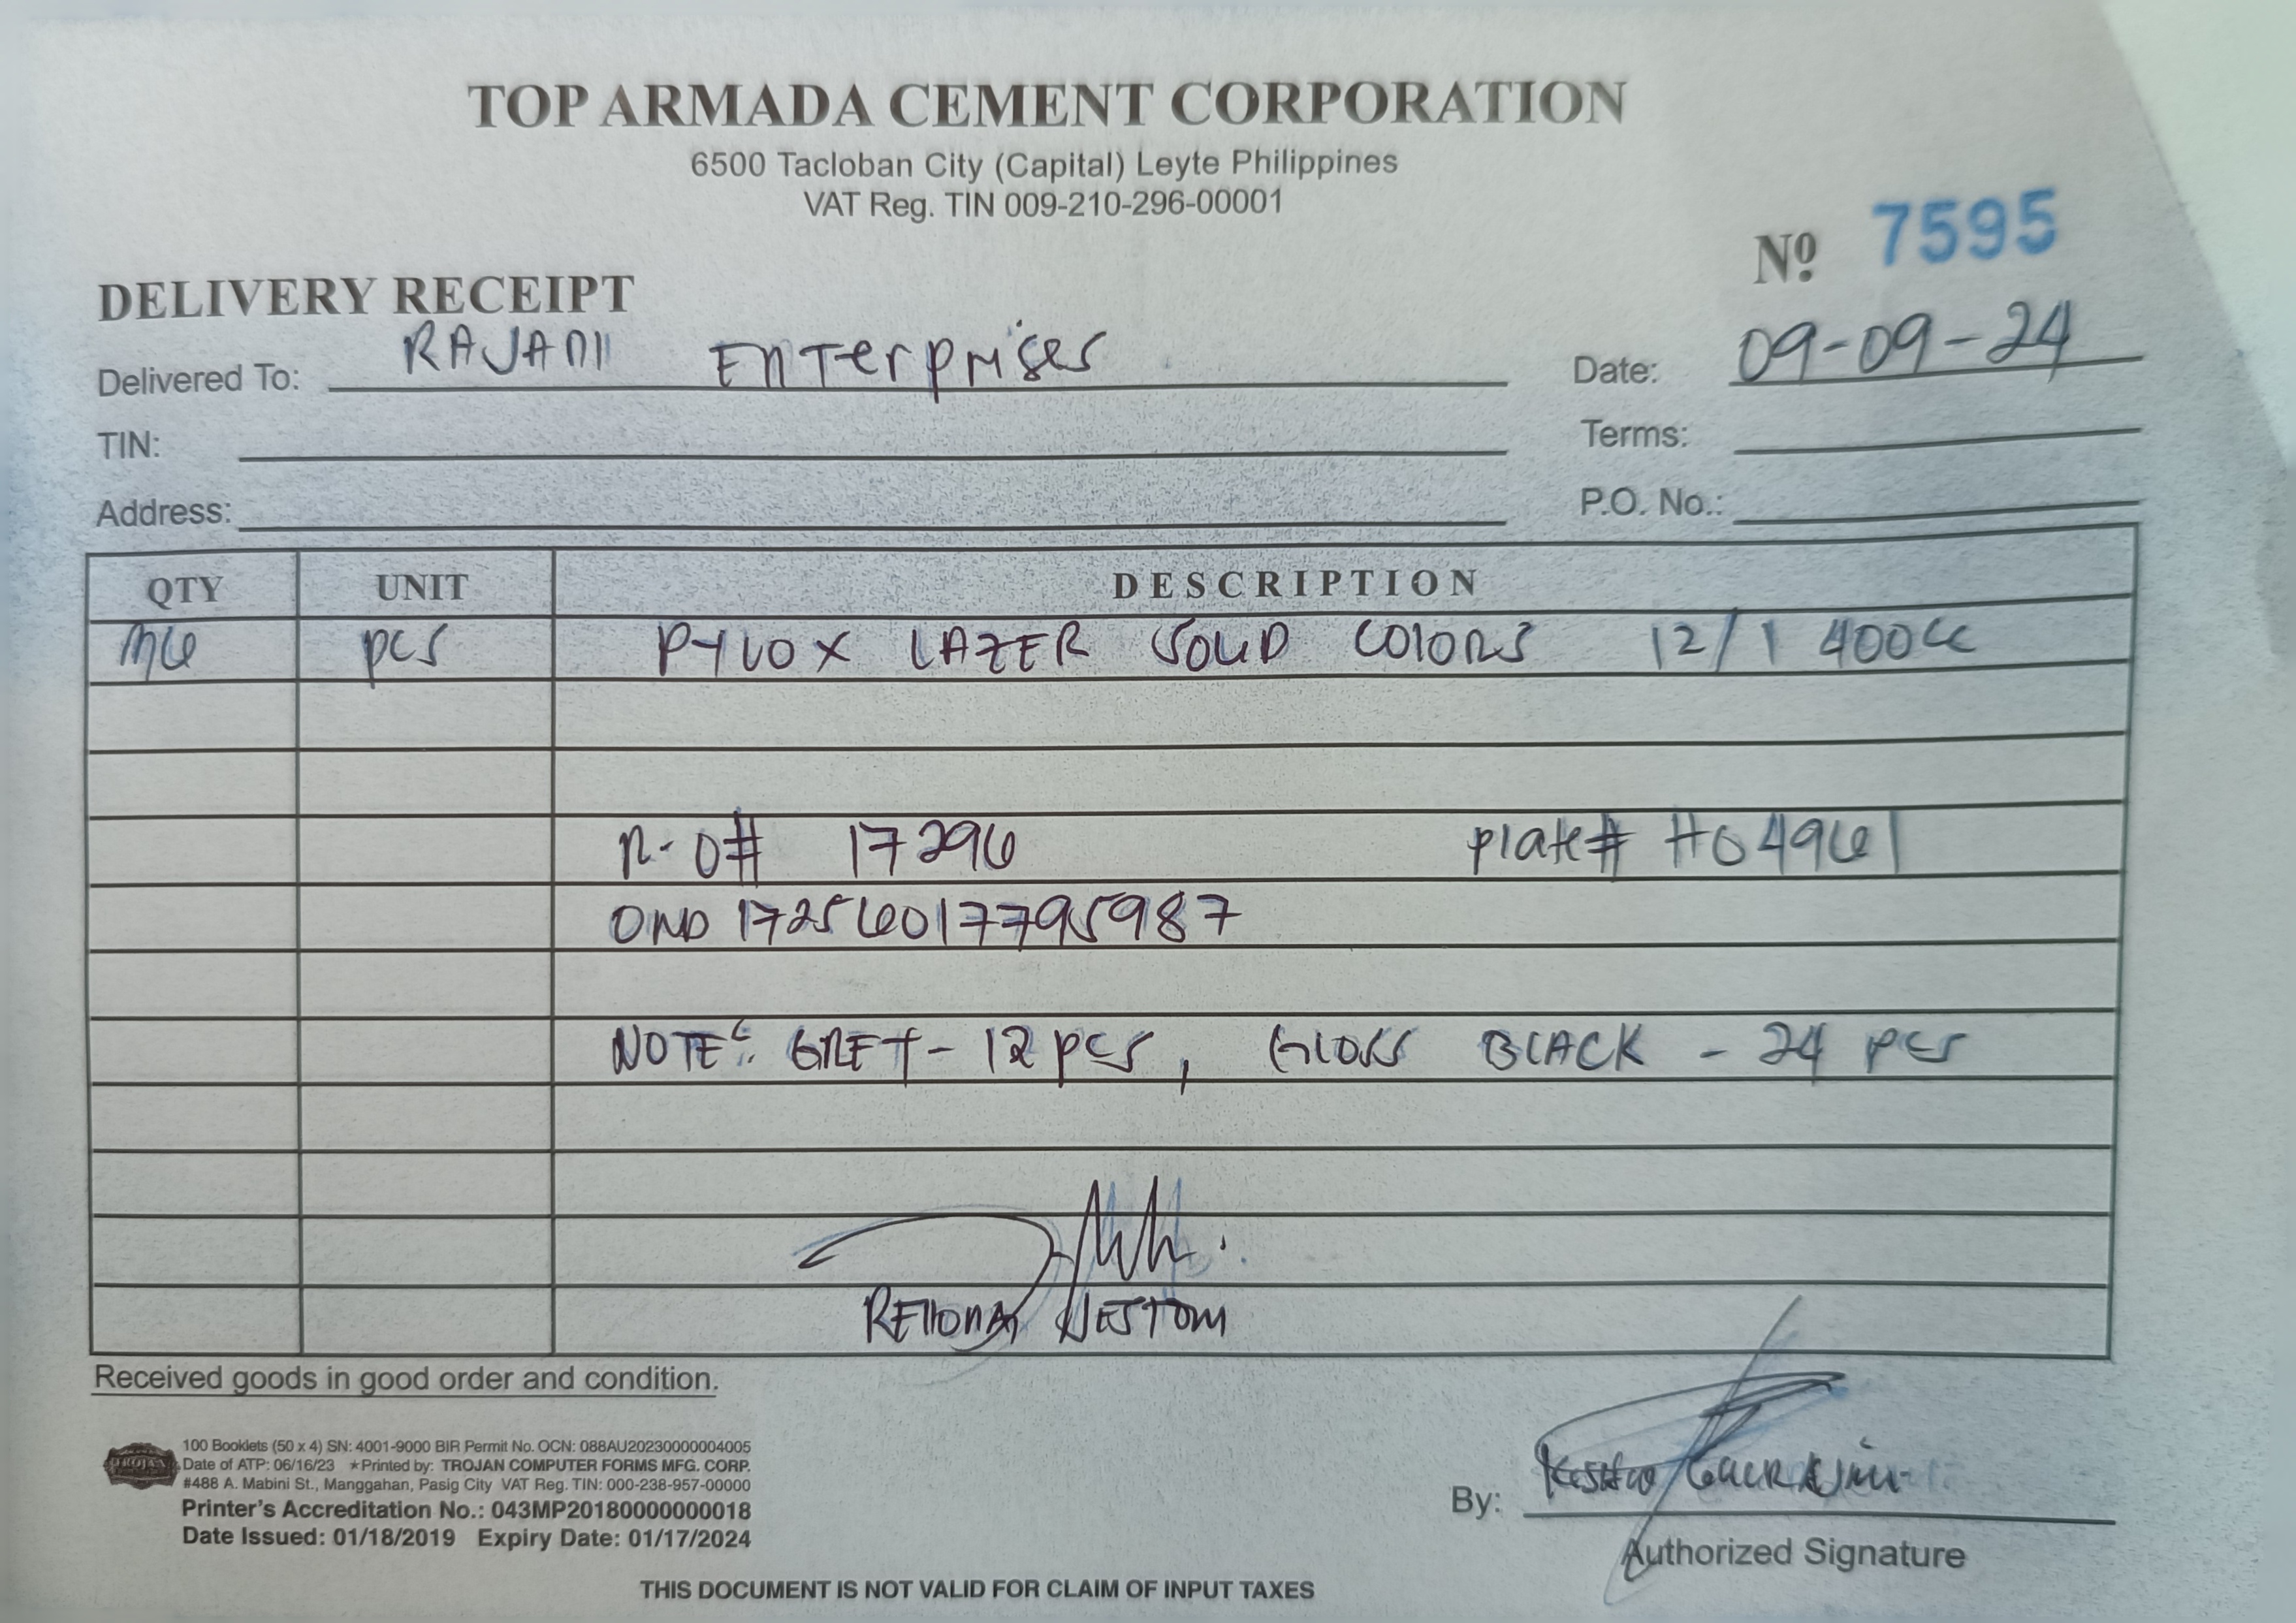 TOP ARMADA CEMENT CORPORATION
6500 Tacloban City (Capital) Leyte Philippines
VAT Reg. TIN 009-210-296-00001
Nº 7595
DELIVERY RECEIPT
Delivered To: RAJANII ENTerprises Date: 09-09-24
TIN: Terms:
Address: P.O. No.:
QTY UNIT DESCRIPTION
36 pcs PYLOX LAZER SOLID COLORS 12/1 400cc
R-O# 17296 plate# H04961
OND 17256017795987
NOTE: GREY - 12 pcs, GLOSS BLACK - 24 pcs
Received goods in good order and condition.
100 Booklets (50 x 4) SN: 4001-9000 BIR Permit No. OCN: 088AU20230000004005
TROJAN Date of ATP: 06/16/23 ★Printed by: TROJAN COMPUTER FORMS MFG. CORP.
#488 A. Mabini St., Manggahan, Pasig City VAT Reg. TIN: 000-238-957-00000
Printer's Accreditation No.: 043MP20180000000018
Date Issued: 01/18/2019 Expiry Date: 01/17/2024
By:
Authorized Signature
THIS DOCUMENT IS NOT VALID FOR CLAIM OF INPUT TAXES